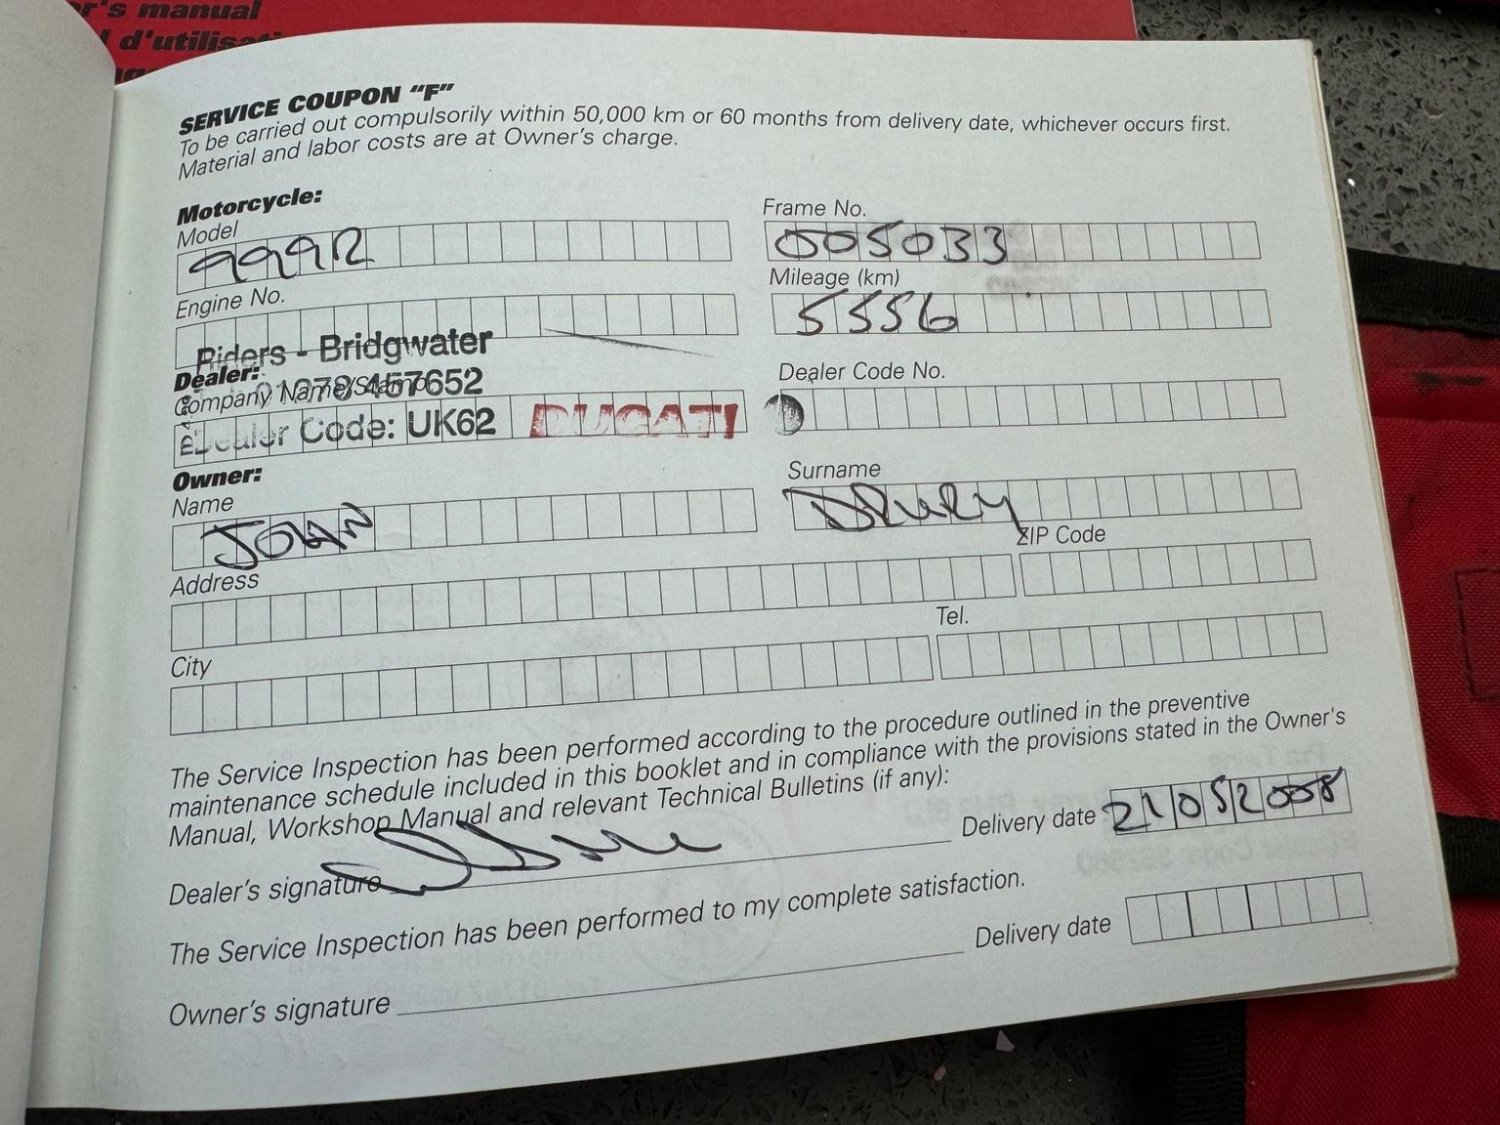 r's manual
d'utilisati
SERVICE COUPON "F"
To be carried out compulsorily within 50,000 km or 60 months from delivery date, whichever occurs first.
Material and labor costs are at Owner's charge.
Motorcycle:
Model
999R
Frame No.
005033
Engine No.
Mileage (km)
5556
Riders - Bridgwater
Dealer:
01278 457652
Company Name/Stamp
Dealer Code: UK62
DUCATI
Dealer Code No.
Owner:
Name
JOHN
Surname
DRURY
Address
ZIP Code
City
Tel.
The Service Inspection has been performed according to the procedure outlined in the preventive
maintenance schedule included in this booklet and in compliance with the provisions stated in the Owner's
Manual, Workshop Manual and relevant Technical Bulletins (if any):
Delivery date 21052008
Dealer's signature
The Service Inspection has been performed to my complete satisfaction.
Delivery date
Owner's signature